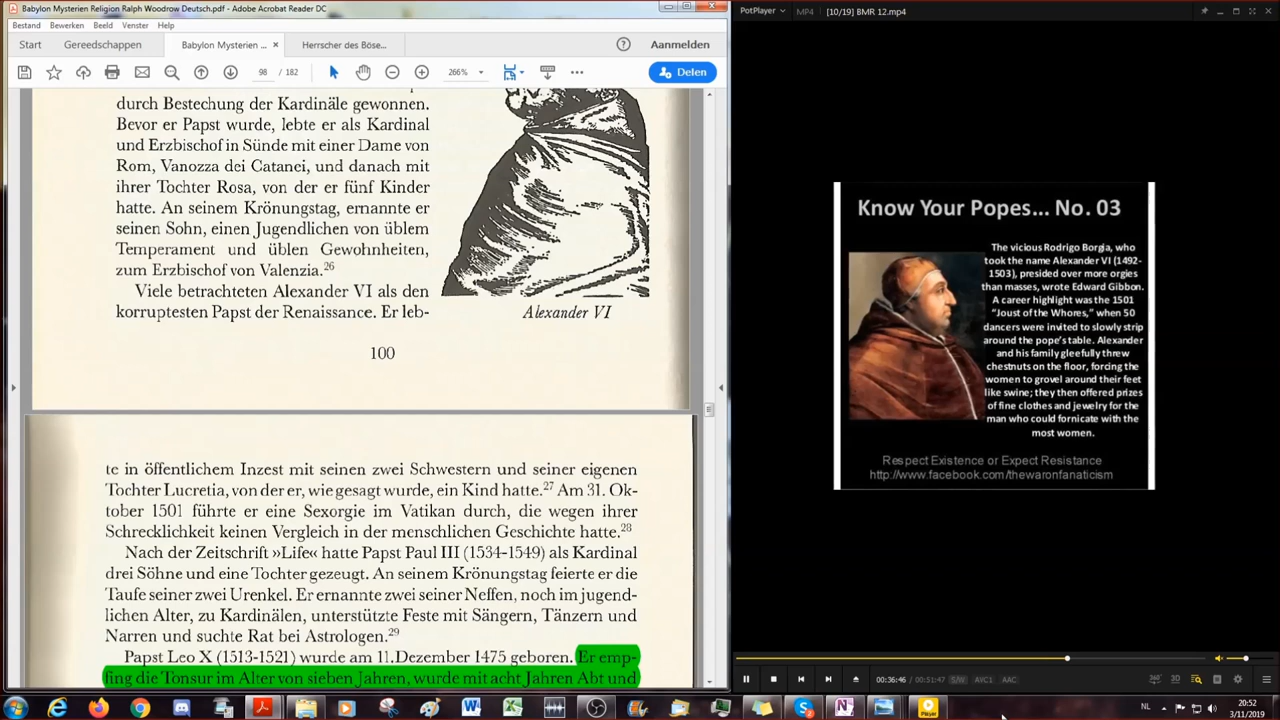 Babylon Mysterien Religion Ralph Woodrow Deutsch.pdf - Adobe Acrobat Reader DC
Bestand Bewerken Beeld Venster Help
Start Gereedschappen Babylon Mysterien ... × Herrscher des Böse... Aanmelden
98 / 182 266% Delen
durch Bestechung der Kardinäle gewonnen.
Bevor er Papst wurde, lebte er als Kardinal
und Erzbischof in Sünde mit einer Dame von
Rom, Vanozza dei Catanei, und danach mit
ihrer Tochter Rosa, von der er fünf Kinder
hatte. An seinem Krönungstag, ernannte er
seinen Sohn, einen Jugendlichen von üblem
Temperament und üblen Gewohnheiten,
zum Erzbischof von Valenzia.26
Viele betrachteten Alexander VI als den
korruptesten Papst der Renaissance. Er leb-
Alexander VI
100
te in öffentlichem Inzest mit seinen zwei Schwestern und seiner eigenen
Tochter Lucretia, von der er, wie gesagt wurde, ein Kind hatte.27 Am 31. Ok-
tober 1501 führte er eine Sexorgie im Vatikan durch, die wegen ihrer
Schrecklichkeit keinen Vergleich in der menschlichen Geschichte hatte.28
Nach der Zeitschrift »Life« hatte Papst Paul III (1534-1549) als Kardinal
drei Söhne und eine Tochter gezeugt. An seinem Krönungstag feierte er die
Taufe seiner zwei Urenkel. Er ernannte zwei seiner Neffen, noch im jugend-
lichen Alter, zu Kardinälen, unterstützte Feste mit Sängern, Tänzern und
Narren und suchte Rat bei Astrologen.29
Papst Leo X (1513-1521) wurde am 11.Dezember 1475 geboren. Er emp-
fing die Tonsur im Alter von sieben Jahren, wurde mit acht Jahren Abt und
PotPlayer MP4 [10/19] BMR 12.mp4
Know Your Popes... No. 03
The vicious Rodrigo Borgia, who
took the name Alexander VI (1492-
1503), presided over more orgies
than masses, wrote Edward Gibbon.
A career highlight was the 1501
“Joust of the Whores,” when 50
dancers were invited to slowly strip
around the pope’s table. Alexander
and his family gleefully threw
chestnuts on the floor, forcing the
women to grovel around their feet
like swine; they then offered prizes
of fine clothes and jewelry for the
man who could fornicate with the
most women.
Respect Existence or Expect Resistance
http://www.facebook.com/thewaronfanaticism
00:36:46 / 00:51:47 S/W AVC1 AAC
360° 3D
NL 20:52
3/11/2019